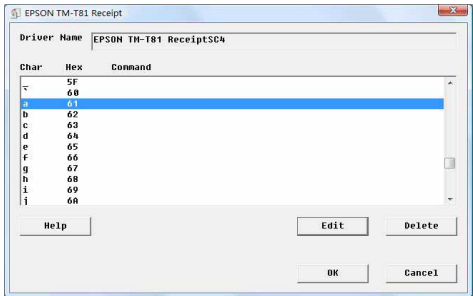 EPSON TM-T81 Receipt
Driver Name EPSON TM-T81 ReceiptSC4
Char Hex Command
_ 5F
` 60
a 61
b 62
c 63
d 64
e 65
f 66
g 67
h 68
i 69
j 6A
Help Edit Delete
OK Cancel